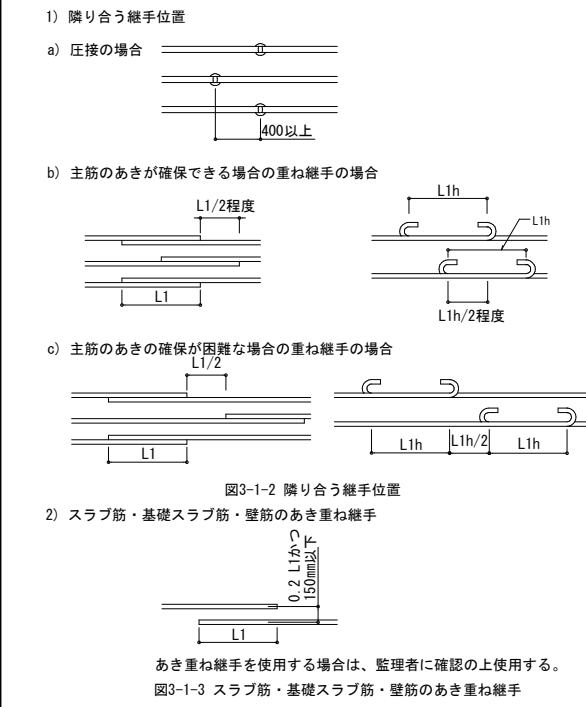 1) 隣り合う継手位置
a) 圧接の場合
400以上
b) 主筋のあきが確保できる場合の重ね継手の場合
L1/2程度
L1
L1h
L1h
L1h/2程度
c) 主筋のあきの確保が困難な場合の重ね継手の場合
L1/2
L1
L1h
L1h/2
L1h
図3-1-2 隣り合う継手位置
2) スラブ筋・基礎スラブ筋・壁筋のあき重ね継手
0.2 L1かつ
150mm以下
L1
あき重ね継手を使用する場合は、監理者に確認の上使用する。
図3-1-3 スラブ筋・基礎スラブ筋・壁筋のあき重ね継手